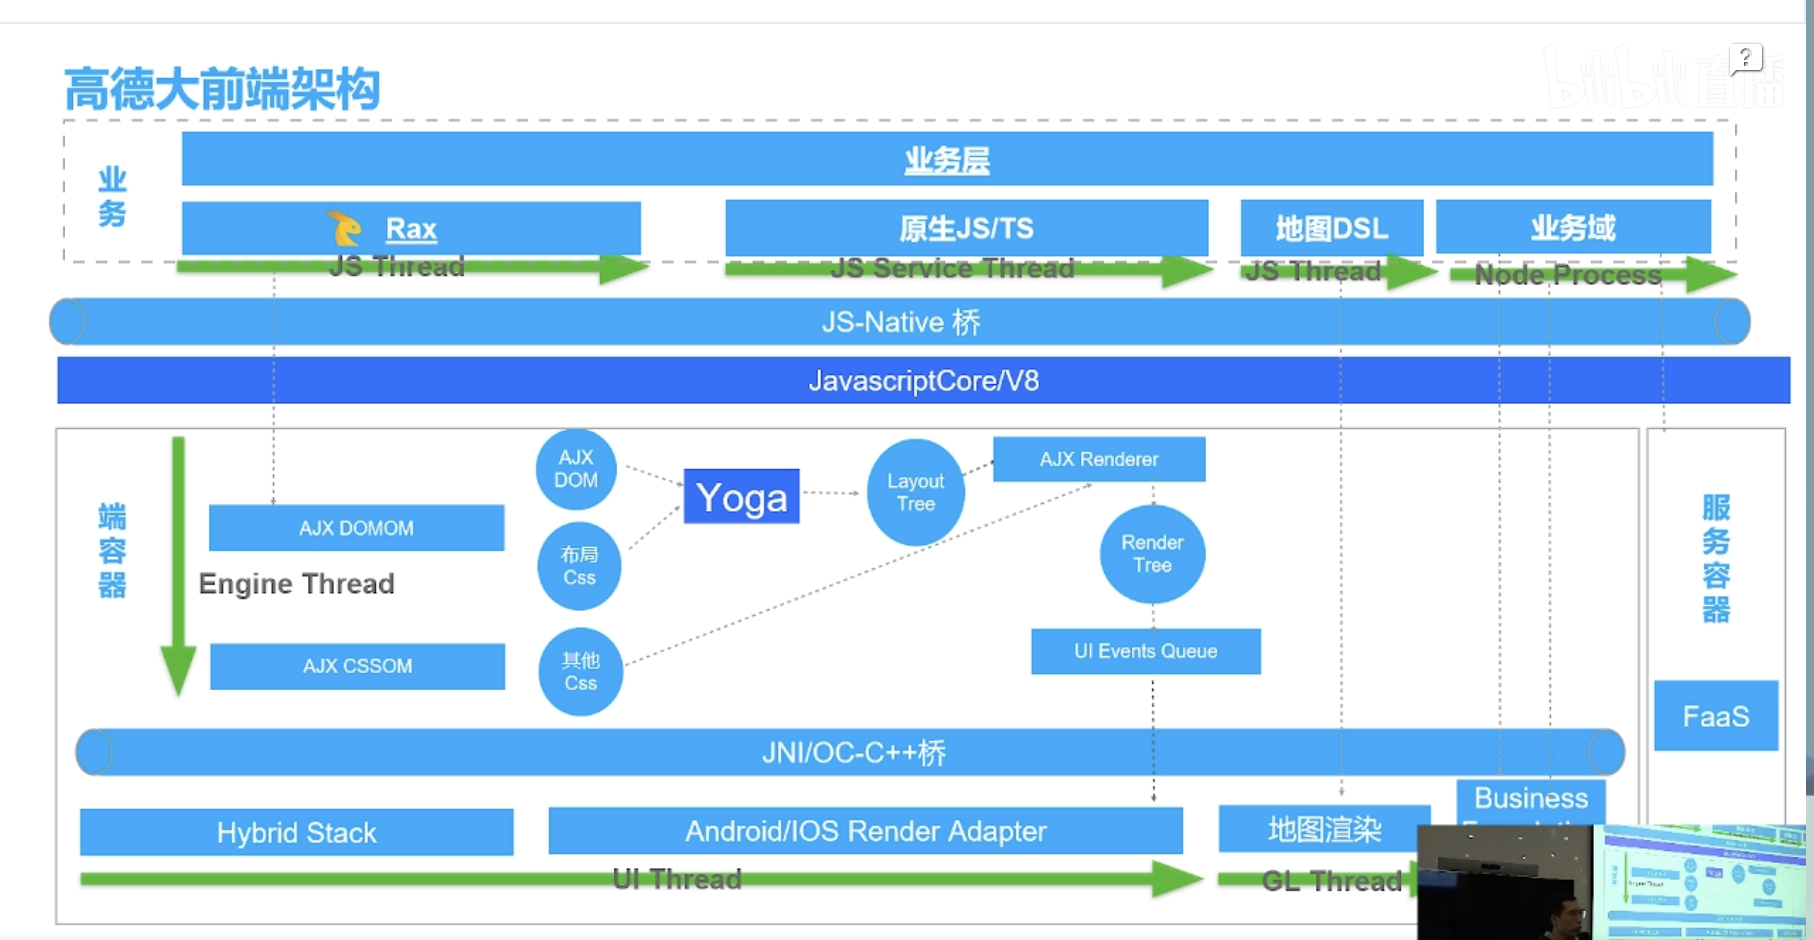 bilibili 直播
?
高德大前端架构
业务
业务层
Rax
原生JS/TS
地图DSL
业务域
JS Thread
JS Service Thread
JS Thread
Node Process
JS-Native 桥
JavascriptCore/V8
端容器
AJX DOMOM
Engine Thread
AJX CSSOM
AJX
DOM
布局
Css
其他
Css
Yoga
Layout
Tree
AJX Renderer
Render
Tree
UI Events Queue
服务容器
FaaS
JNI/OC-C++桥
Hybrid Stack
Android/IOS Render Adapter
地图渲染
Business
UI Thread
GL Thread